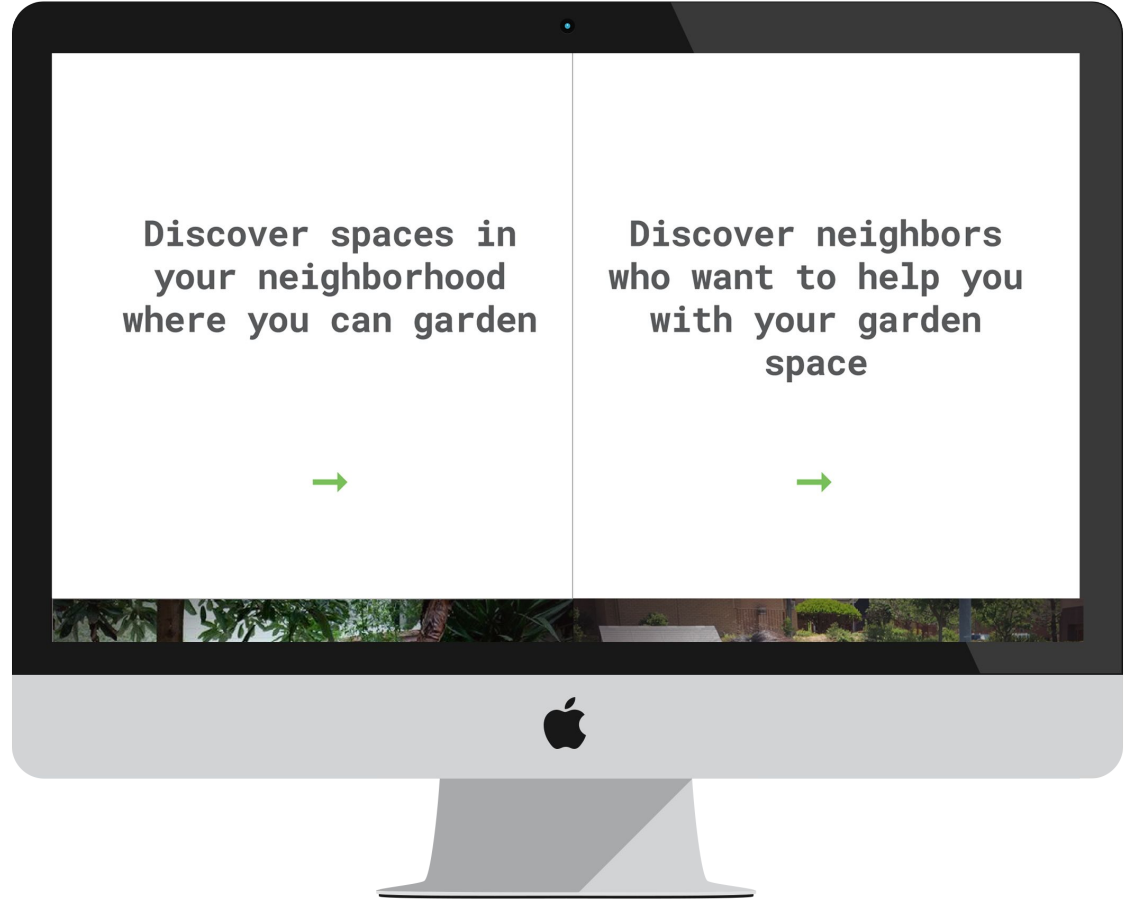 Discover spaces in
your neighborhood
where you can garden
Discover neighbors
who want to help you
with your garden
space